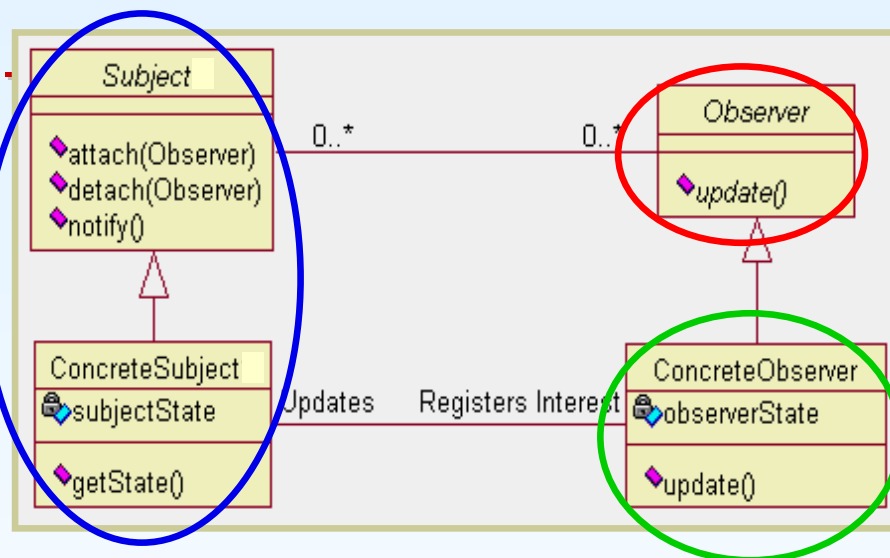 Subject
attach(Observer)
detach(Observer)
notify()
0..*
0..*
Observer
update()
ConcreteSubject
subjectState
getState()
Updates
Registers Interest
ConcreteObserver
observerState
update()